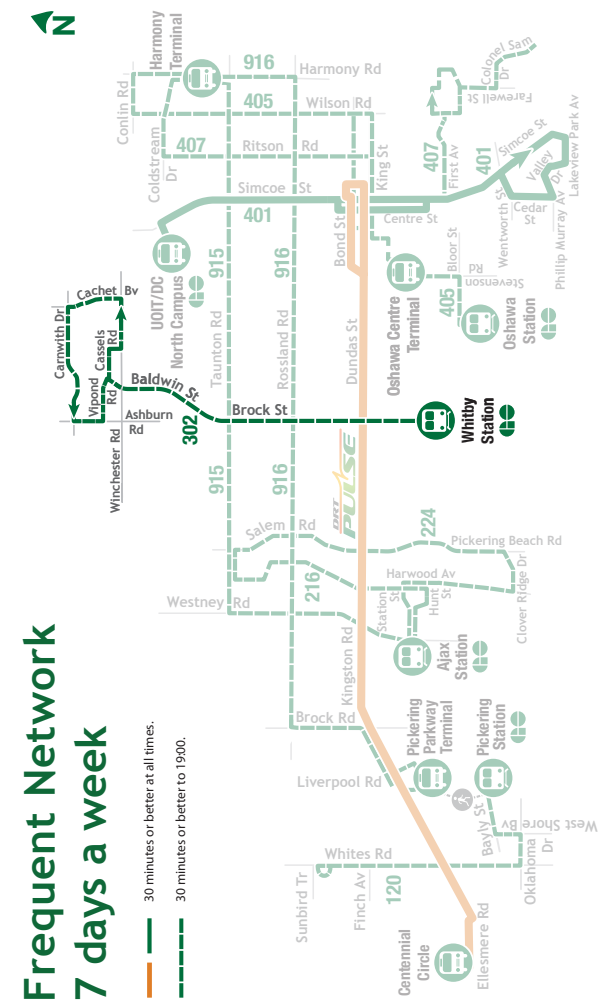 Frequent Network
7 days a week
30 minutes or better at all times.
30 minutes or better to 19:00.
N
Harmony
Terminal
916
Harmony Rd
Conlin Rd
405
Wilson Rd
Coldstream
Dr
407
Ritson Rd
Simcoe St
401
King St
Bond St
Centre St
Colonel Sam
Dr
Farewell St
407
First Av
401
Simcoe St
Valley
Dr
Lakeview Park Av
Phillip Murray Av
Cedar
St
Wentworth St
UOIT/DC
North Campus
915
916
Taunton Rd
Rossland Rd
Dundas St
Oshawa Centre
Terminal
Bloor St
405
Stevenson
Rd
Oshawa
Station
Cachet Bv
Carnwith Dr
Cassels
Rd
Vipond
Rd
Baldwin St
Ashburn
Rd
Winchester Rd
302
Brock St
Whitby
Station
915
916
DRT
PULSE
Salem Rd
224
Pickering Beach Rd
216
Harwood Av
Station
St
Hunt
St
Clover Ridge Dr
Westney Rd
Ajax
Station
Kingston Rd
Brock Rd
Pickering
Parkway
Terminal
Pickering
Station
Liverpool Rd
Bayly St
West Shore Bv
Oklahoma
Dr
Whites Rd
Sunbird Tr
Finch Av
120
Centennial
Circle
Ellesmere Rd